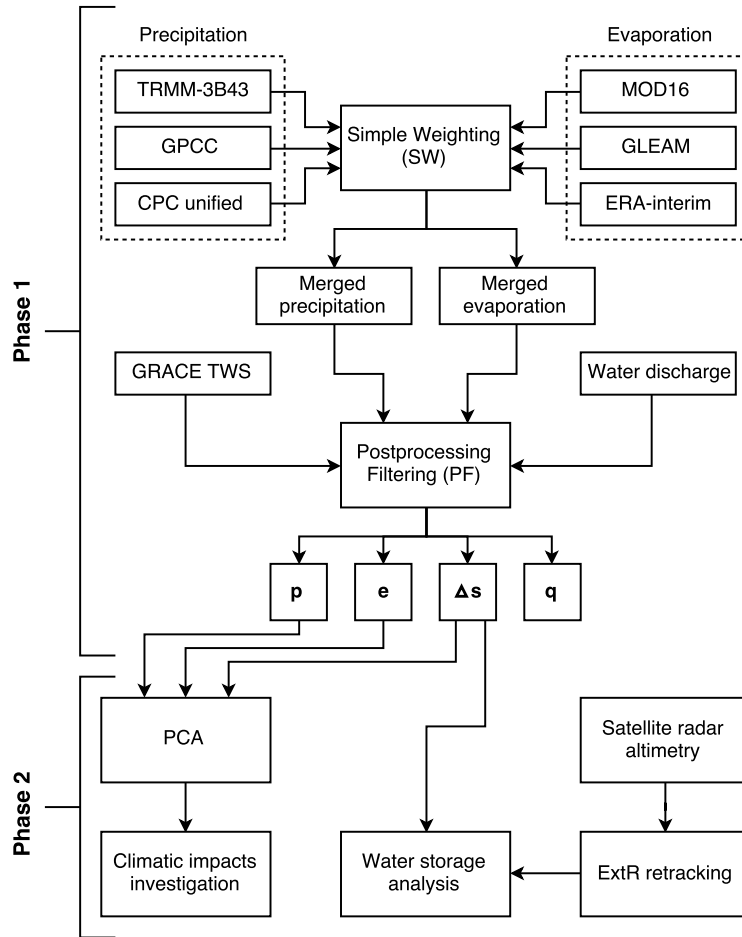 Precipitation
Evaporation
TRMM-3B43
MOD16
Simple Weighting
(SW)
GPCC
GLEAM
CPC unified
ERA-interim
Phase 1
Merged
precipitation
Merged
evaporation
GRACE TWS
Water discharge
Postprocessing
Filtering (PF)
p
e
Δs
q
Phase 2
PCA
Satellite radar
altimetry
Climatic impacts
investigation
Water storage
analysis
ExtR retracking